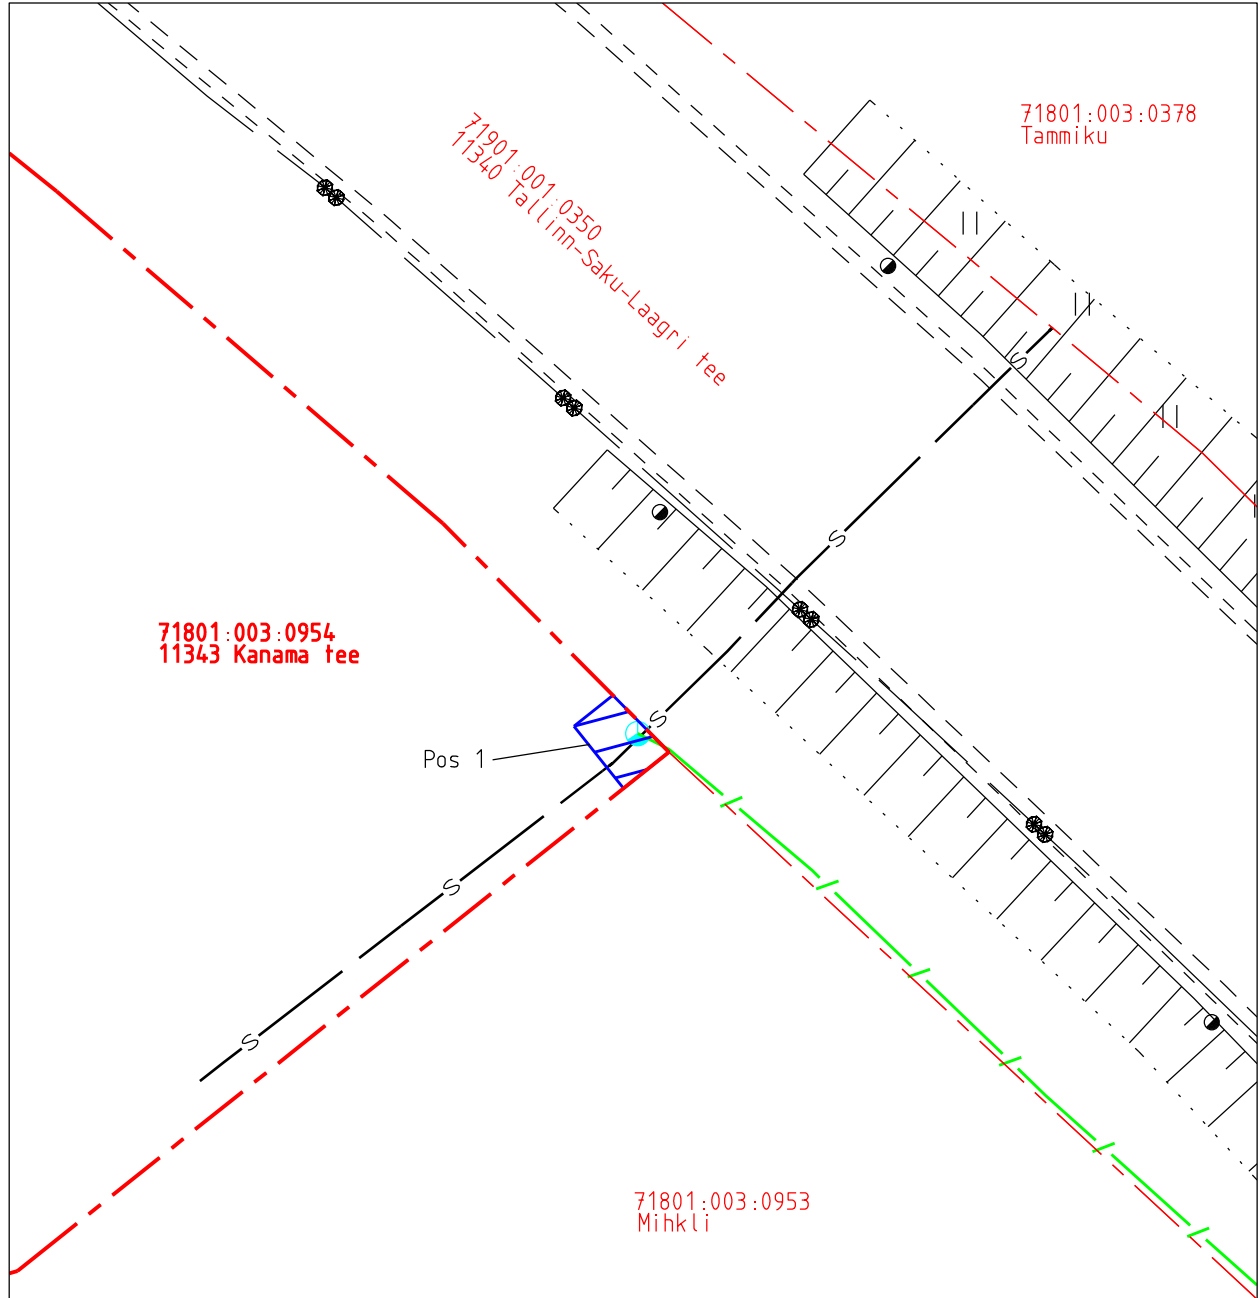 71801:003:0378
Tammiku
71901:001:0350
11340 Tallinn-Saku-Laagri tee
S
S
71801:003:0954
11343 Kanama tee
S
Pos 1
S
S
71801:003:0953
Mihkli